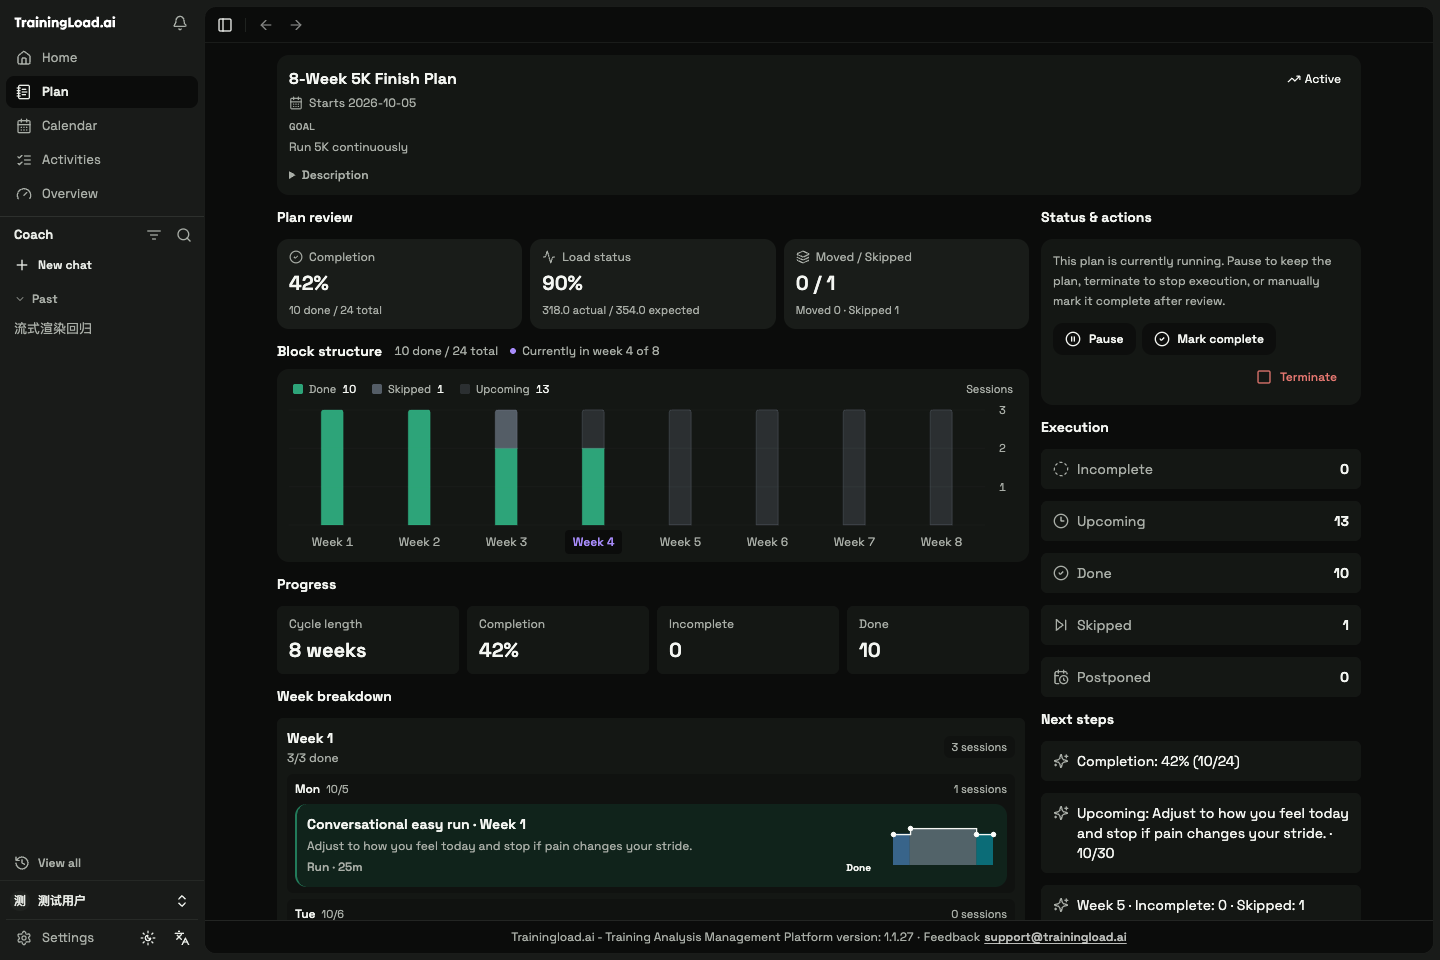 TrainingLoad.ai
Home
Plan
Calendar
Activities
Overview
Coach
New chat
Past
流式渲染回归
View all
测 测试用户
Settings
8-Week 5K Finish Plan
Active
Starts 2026-10-05
GOAL
Run 5K continuously
Description
Plan review
Completion
42%
10 done / 24 total
Load status
90%
318.0 actual / 354.0 expected
Moved / Skipped
0 / 1
Moved 0 · Skipped 1
Block structure 10 done / 24 total Currently in week 4 of 8
Done 10 Skipped 1 Upcoming 13 Sessions
3
2
1
Week 1 Week 2 Week 3 Week 4 Week 5 Week 6 Week 7 Week 8
Progress
Cycle length
8 weeks
Completion
42%
Incomplete
0
Done
10
Week breakdown
Week 1
3/3 done
3 sessions
Mon 10/5 1 sessions
Conversational easy run · Week 1
Adjust to how you feel today and stop if pain changes your stride.
Run · 25m
Done
Tue 10/6 0 sessions
Status & actions
This plan is currently running. Pause to keep the
plan, terminate to stop execution, or manually
mark it complete after review.
Pause
Mark complete
Terminate
Execution
Incomplete 0
Upcoming 13
Done 10
Skipped 1
Postponed 0
Next steps
Completion: 42% (10/24)
Upcoming: Adjust to how you feel today
and stop if pain changes your stride. ·
10/30
Week 5 · Incomplete: 0 · Skipped: 1
Trainingload.ai - Training Analysis Management Platform version: 1.1.27 · Feedback support@trainingload.ai